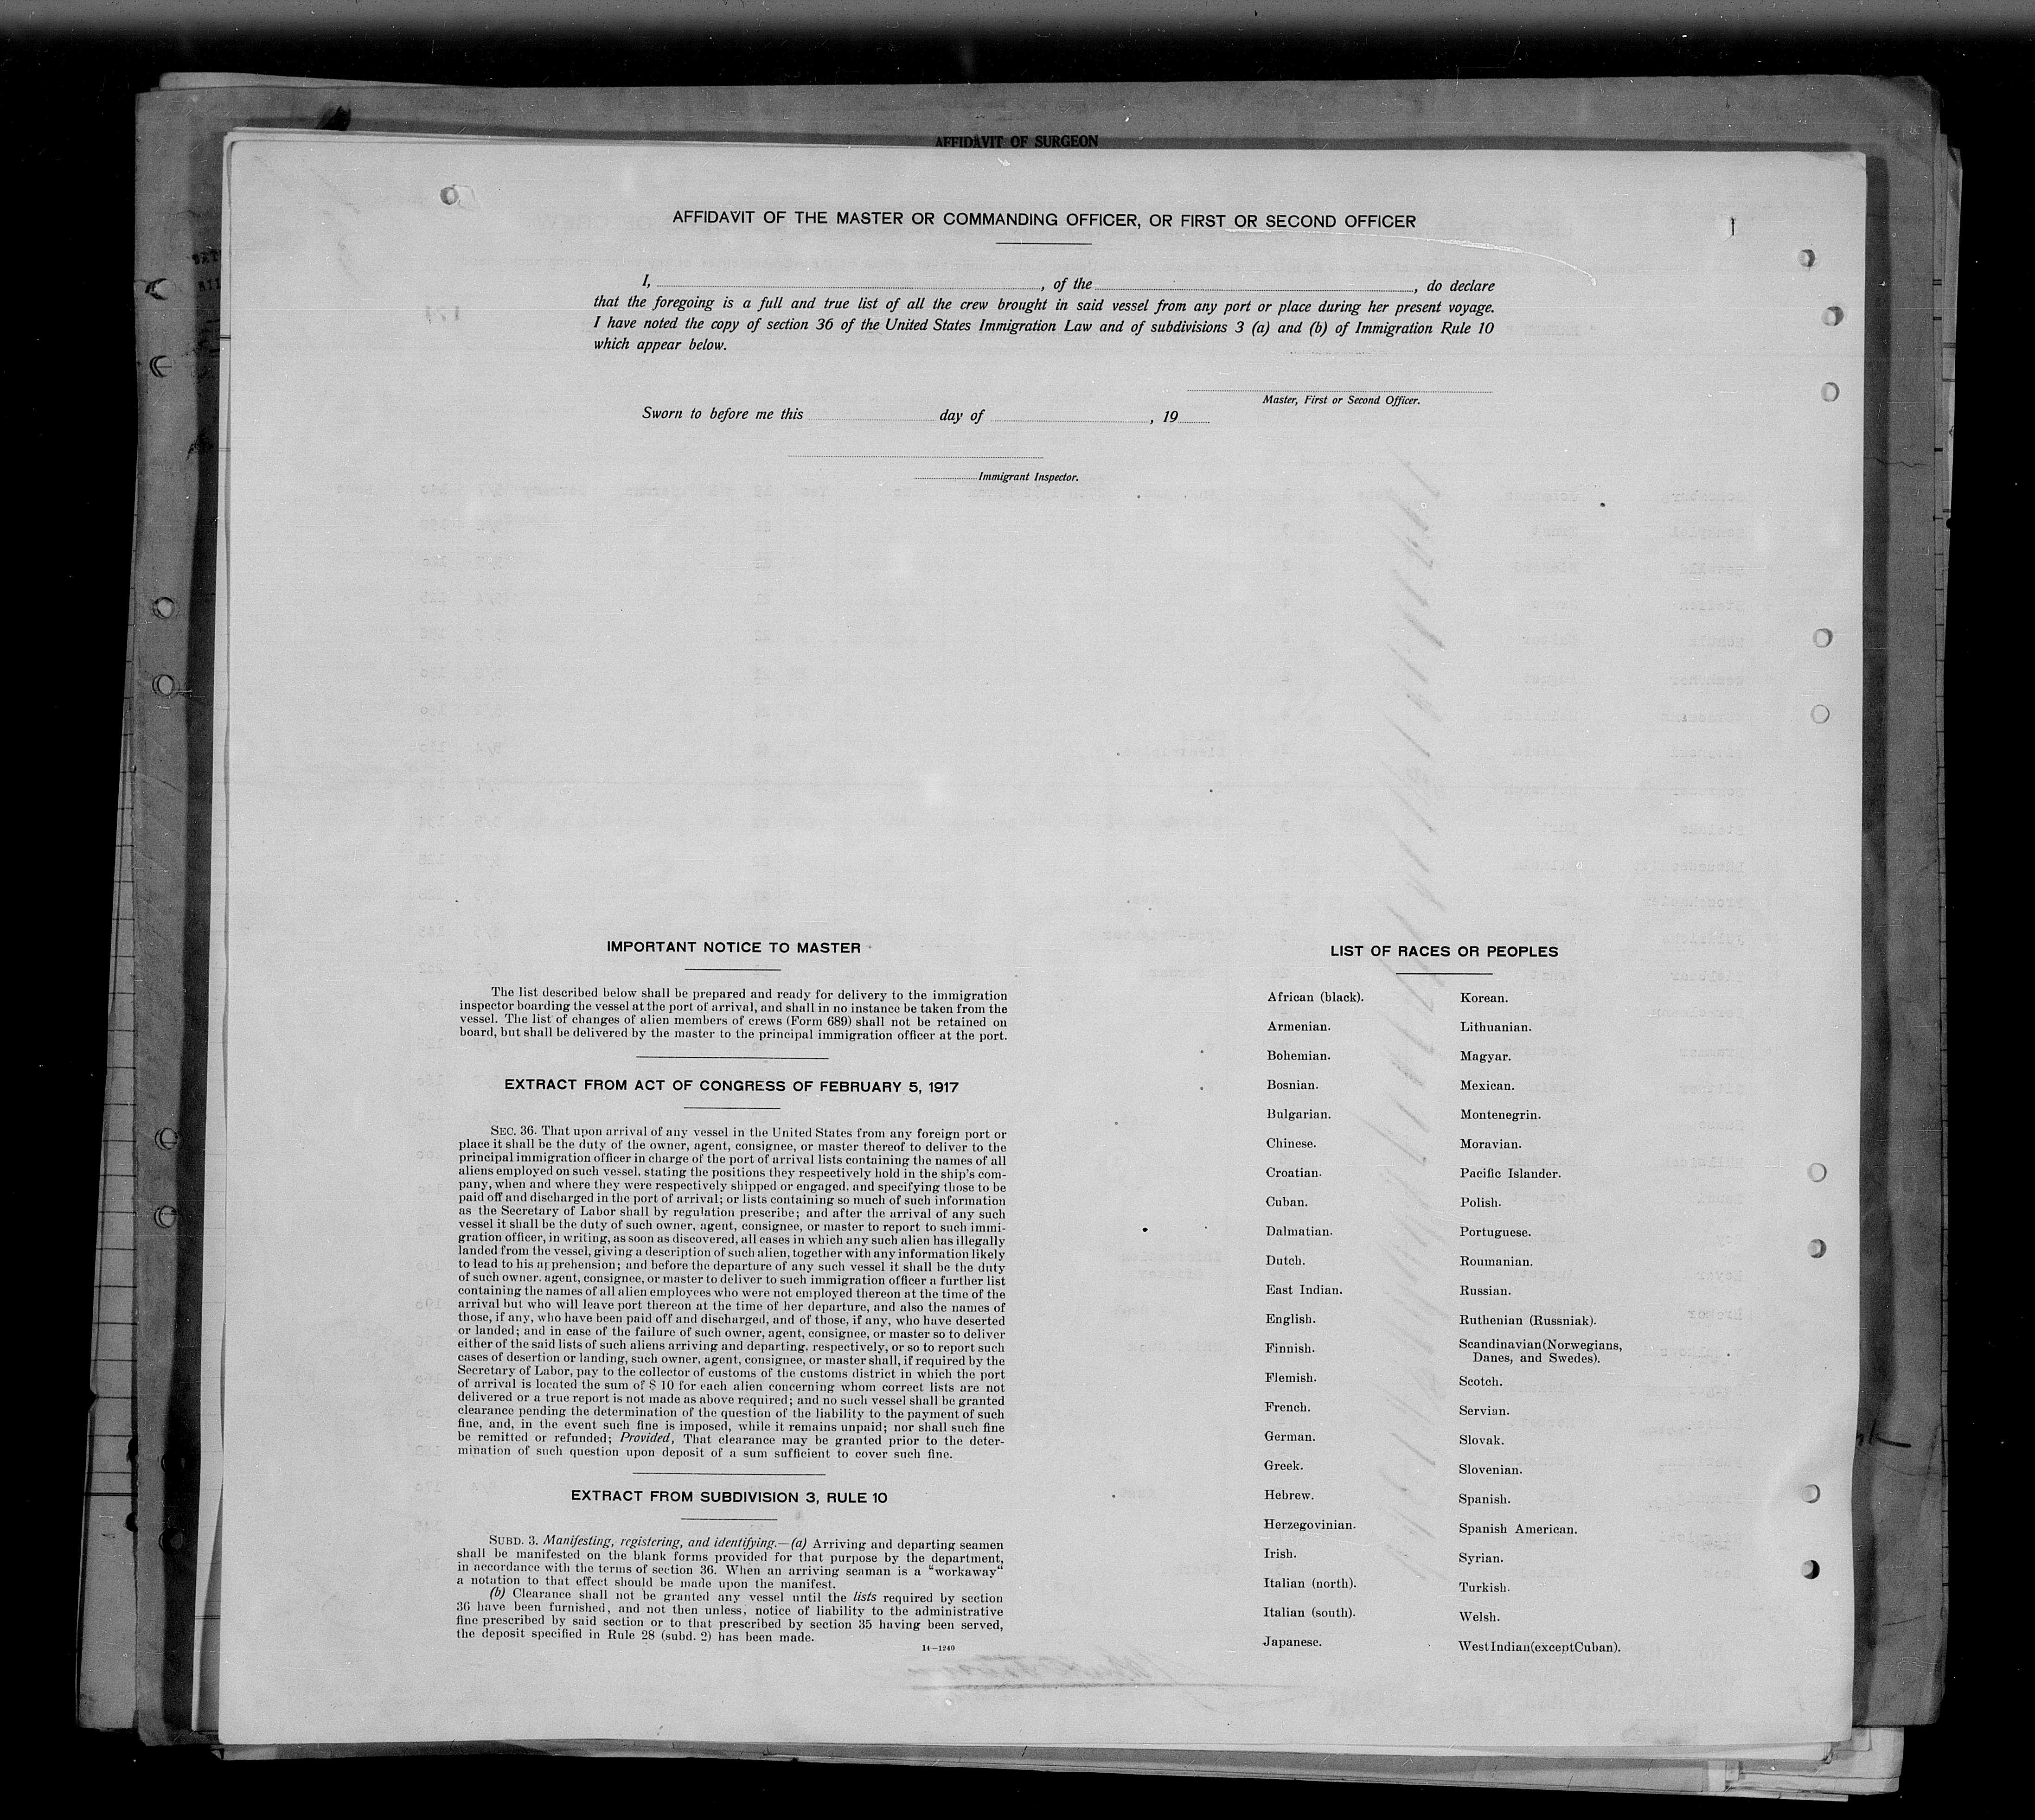 AFFIDAVIT OF SURGEON
AFFIDAVIT OF THE MASTER OR COMMANDING OFFICER, OR FIRST OR SECOND OFFICER
I, , of the , do declare
that the foregoing is a full and true list of all the crew brought in said vessel from any port or place during her present voyage.
I have noted the copy of section 36 of the United States Immigration Law and of subdivisions 3 (a) and (b) of Immigration Rule 10
which appear below.
Master, First or Second Officer.
Sworn to before me this day of , 19
Immigrant Inspector.
IMPORTANT NOTICE TO MASTER
The list described below shall be prepared and ready for delivery to the immigration
inspector boarding the vessel at the port of arrival, and shall in no instance be taken from the
vessel. The list of changes of alien members of crews (Form 689) shall not be retained on
board, but shall be delivered by the master to the principal immigration officer at the port.
EXTRACT FROM ACT OF CONGRESS OF FEBRUARY 5, 1917
SEC. 36. That upon arrival of any vessel in the United States from any foreign port or
place it shall be the duty of the owner, agent, consignee, or master thereof to deliver to the
principal immigration officer in charge of the port of arrival lists containing the names of all
aliens employed on such vessel, stating the positions they respectively hold in the ship's com-
pany, when and where they were respectively shipped or engaged, and specifying those to be
paid off and discharged in the port of arrival; or lists containing so much of such information
as the Secretary of Labor shall by regulation prescribe; and after the arrival of any such
vessel it shall be the duty of such owner, agent, consignee, or master to report to such immi-
gration officer, in writing, as soon as discovered, all cases in which any such alien has illegally
landed from the vessel, giving a description of such alien, together with any information likely
to lead to his apprehension; and before the departure of any such vessel it shall be the duty
of such owner, agent, consignee, or master to deliver to such immigration officer a further list
containing the names of all alien employees who were not employed thereon at the time of the
arrival but who will leave port thereon at the time of her departure, and also the names of
those, if any, who have been paid off and discharged, and of those, if any, who have deserted
or landed; and in case of the failure of such owner, agent, consignee, or master so to deliver
either of the said lists of such aliens arriving and departing, respectively, or so to report such
cases of desertion or landing, such owner, agent, consignee, or master shall, if required by the
Secretary of Labor, pay to the collector of customs of the customs district in which the port
of arrival is located the sum of $ 10 for each alien concerning whom correct lists are not
delivered or a true report is not made as above required; and no such vessel shall be granted
clearance pending the determination of the question of the liability to the payment of such
fine, and, in the event such fine is imposed, while it remains unpaid; nor shall such fine
be remitted or refunded; Provided, That clearance may be granted prior to the deter-
mination of such question upon deposit of a sum sufficient to cover such fine.
EXTRACT FROM SUBDIVISION 3, RULE 10
SUBD. 3. Manifesting, registering, and identifying.—(a) Arriving and departing seamen
shall be manifested on the blank forms provided for that purpose by the department,
in accordance with the terms of section 36. When an arriving seaman is a “workaway“
a notation to that effect should be made upon the manifest.
(b) Clearance shall not be granted any vessel until the lists required by section
36 have been furnished, and not then unless, notice of liability to the administrative
fine prescribed by said section or to that prescribed by section 35 having been served,
the deposit specified in Rule 28 (subd. 2) has been made.
14—1240
LIST OF RACES OR PEOPLES
African (black).
Armenian.
Bohemian.
Bosnian.
Bulgarian.
Chinese.
Croatian.
Cuban.
Dalmatian.
Dutch.
East Indian.
English.
Finnish.
Flemish.
French.
German.
Greek.
Hebrew.
Herzegovinian.
Irish.
Italian (north).
Italian (south).
Japanese.
Korean.
Lithuanian.
Magyar.
Mexican.
Montenegrin.
Moravian.
Pacific Islander.
Polish.
Portuguese.
Roumanian.
Russian.
Ruthenian (Russniak).
Scandinavian (Norwegians,
Danes, and Swedes).
Scotch.
Servian.
Slovak.
Slovenian.
Spanish.
Spanish American.
Syrian.
Turkish.
Welsh.
West Indian (except Cuban).